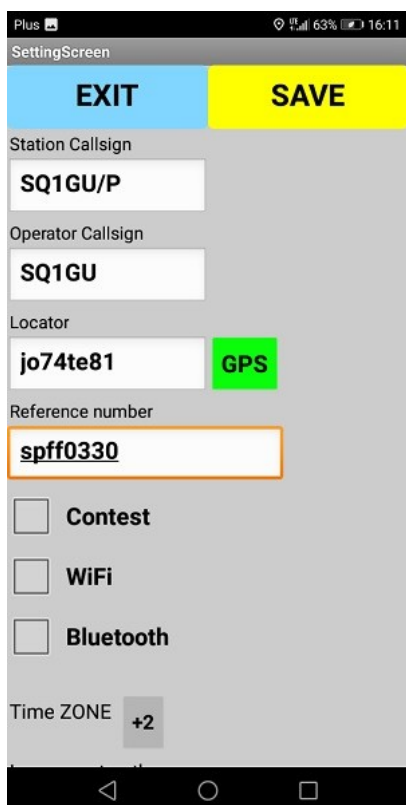 Plus 63% 16:11
SettingScreen
EXIT SAVE
Station Callsign
SQ1GU/P
Operator Callsign
SQ1GU
Locator
jo74te81 GPS
Reference number
spff0330
Contest
WiFi
Bluetooth
Time ZONE +2